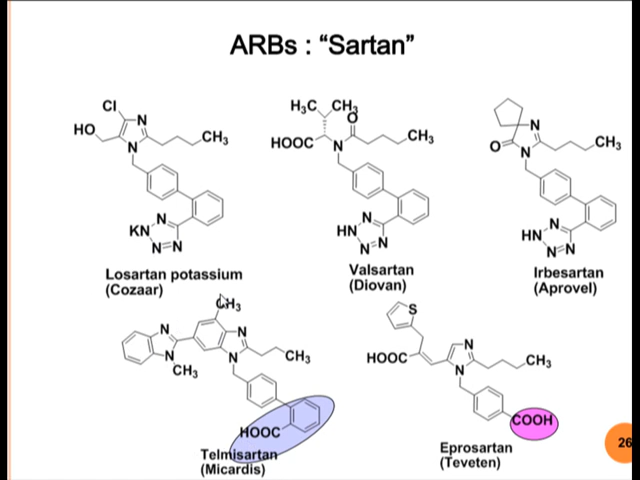 ARBs : “Sartan”
Cl
N
HO
N
CH3
KN
N
N
N
Losartan potassium
(Cozaar)
H3C
CH3
O
HOOC
N
CH3
HN
N
N
N
Valsartan
(Diovan)
N
O
N
CH3
HN
N
N
N
Irbesartan
(Aprovel)
CH3
N
N
N
N
CH3
CH3
HOOC
Telmisartan
(Micardis)
S
HOOC
N
N
CH3
COOH
Eprosartan
(Teveten)
26